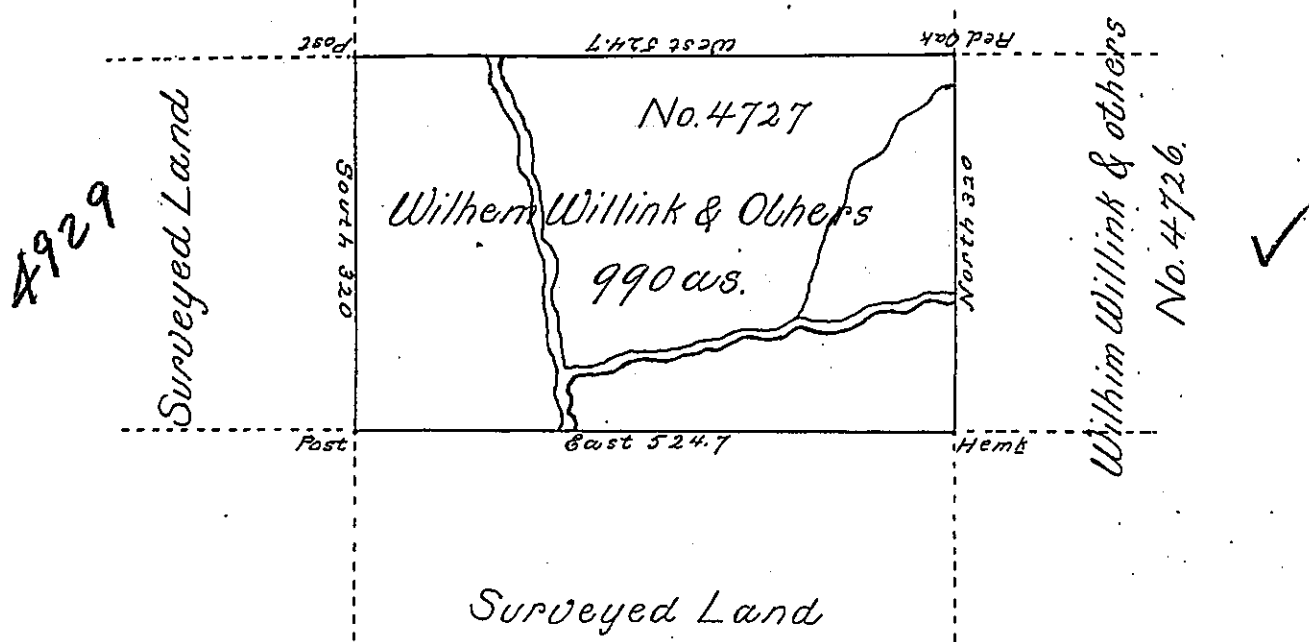 Post
West 524.7
Red Oak
No. 4727
Wilhem Willink & Others
990 as.
South 320
North 320
Surveyed Land
4929
Wilhim Willink & others
No. 4726.
Post
East 524.7
Hemk
Surveyed Land